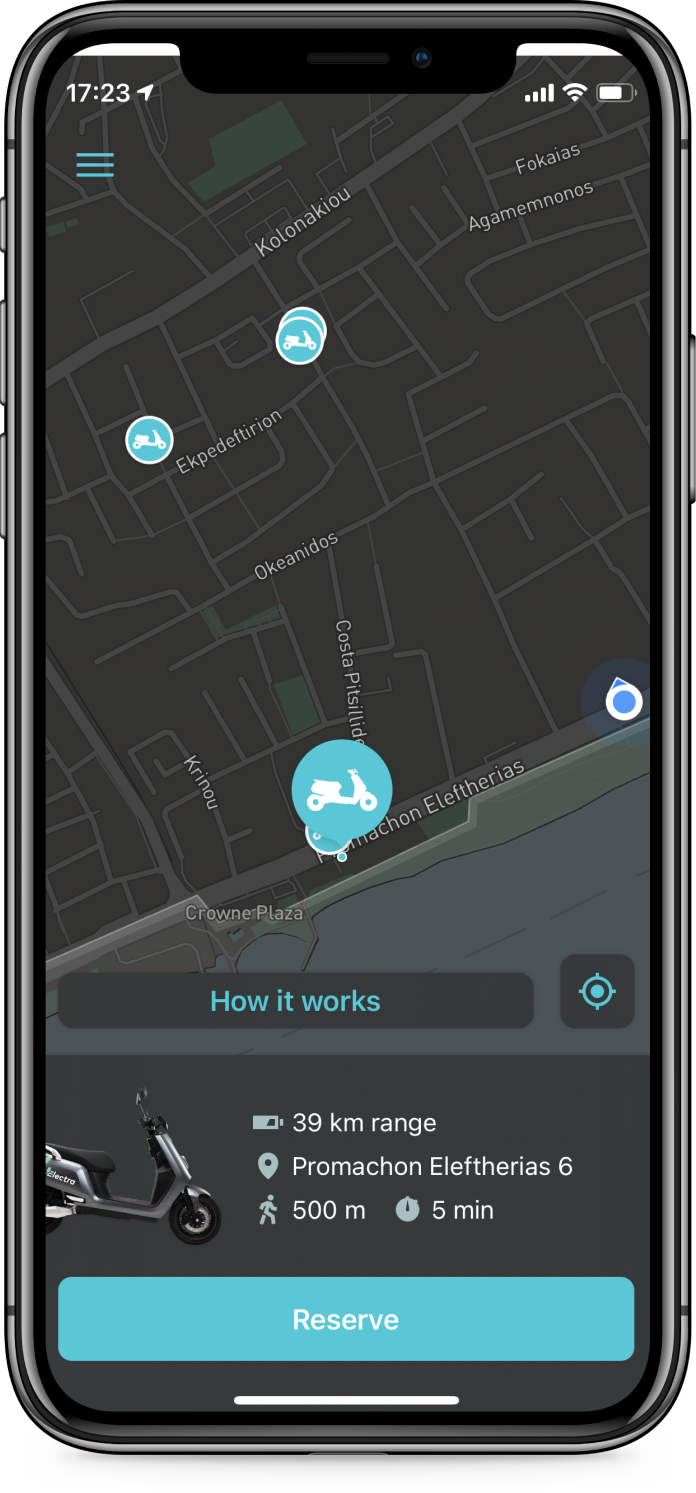 17:23
Fokaias
Agamemnonos
Kolonakiou
Ekpedeftirion
Okeanidos
Costa Pitsillide
Krinou
Promachon Eleftherias
Crowne Plaza
How it works
39 km range
Electra
Promachon Eleftherias 6
500 m 5 min
Reserve